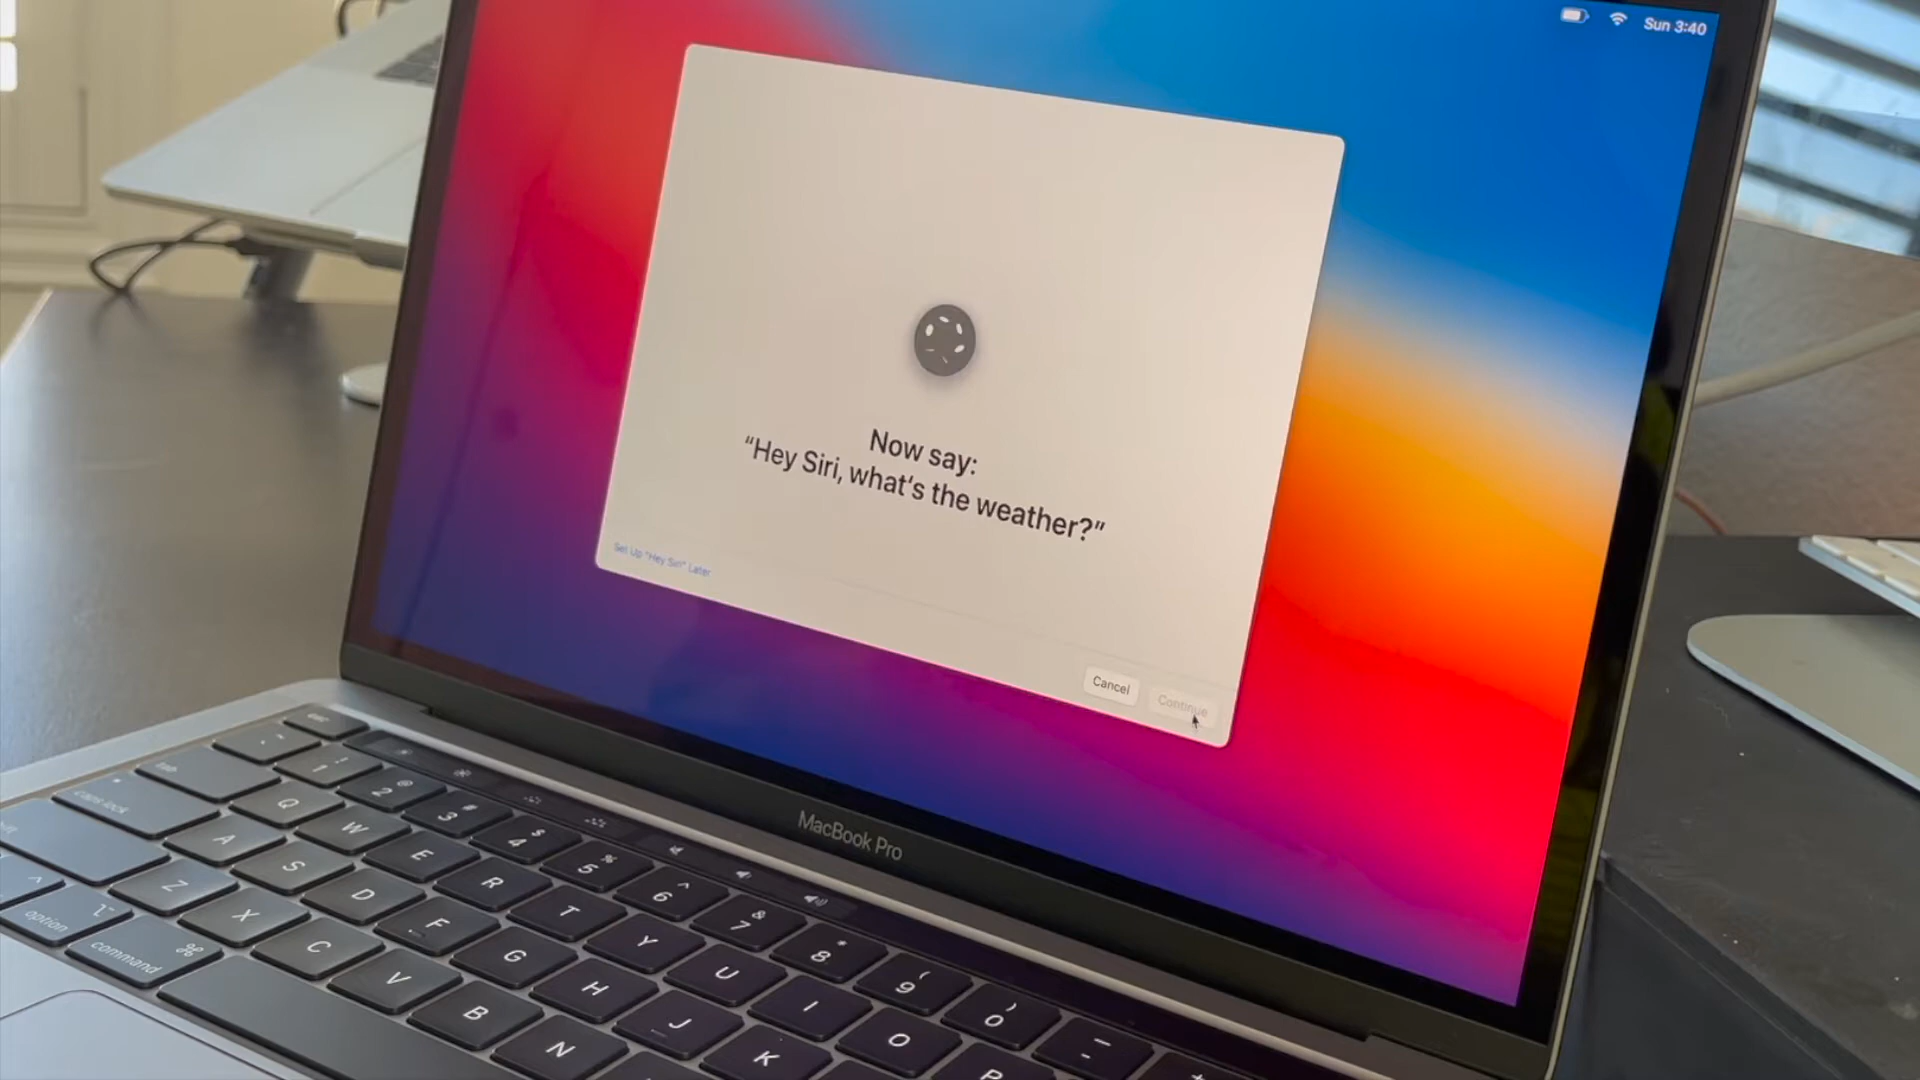 Sun 3:40
Now say:
“Hey Siri, what's the weather?”
Set Up "Hey Siri" Later
Cancel
Continue
MacBook Pro
esc
~ `
! 1
@ 2
# 3
$ 4
% 5
^ 6
& 7
* 8
( 9
) 0
tab
Q W E R T Y U I O P
caps lock
A S D F G H J K
Z X C V B N
option
command ⌘